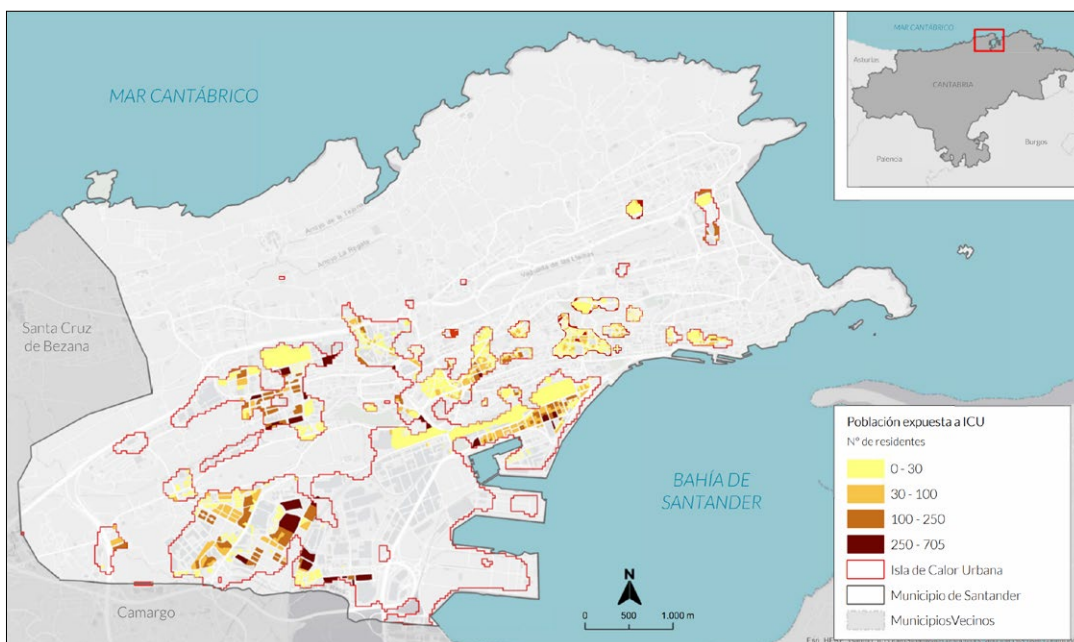 MAR CANTÁBRICO
MAR CANTÁBRICO
Asturias
CANTABRIA
Palencia
Burgos
Santa Cruz
de Bezana
Camargo
BAHÍA DE
SANTANDER
N
0 500 1.000 m
Población expuesta a ICU
Nº de residentes
0 - 30
30 - 100
100 - 250
250 - 705
Isla de Calor Urbana
Municipio de Santander
MunicipiosVecinos